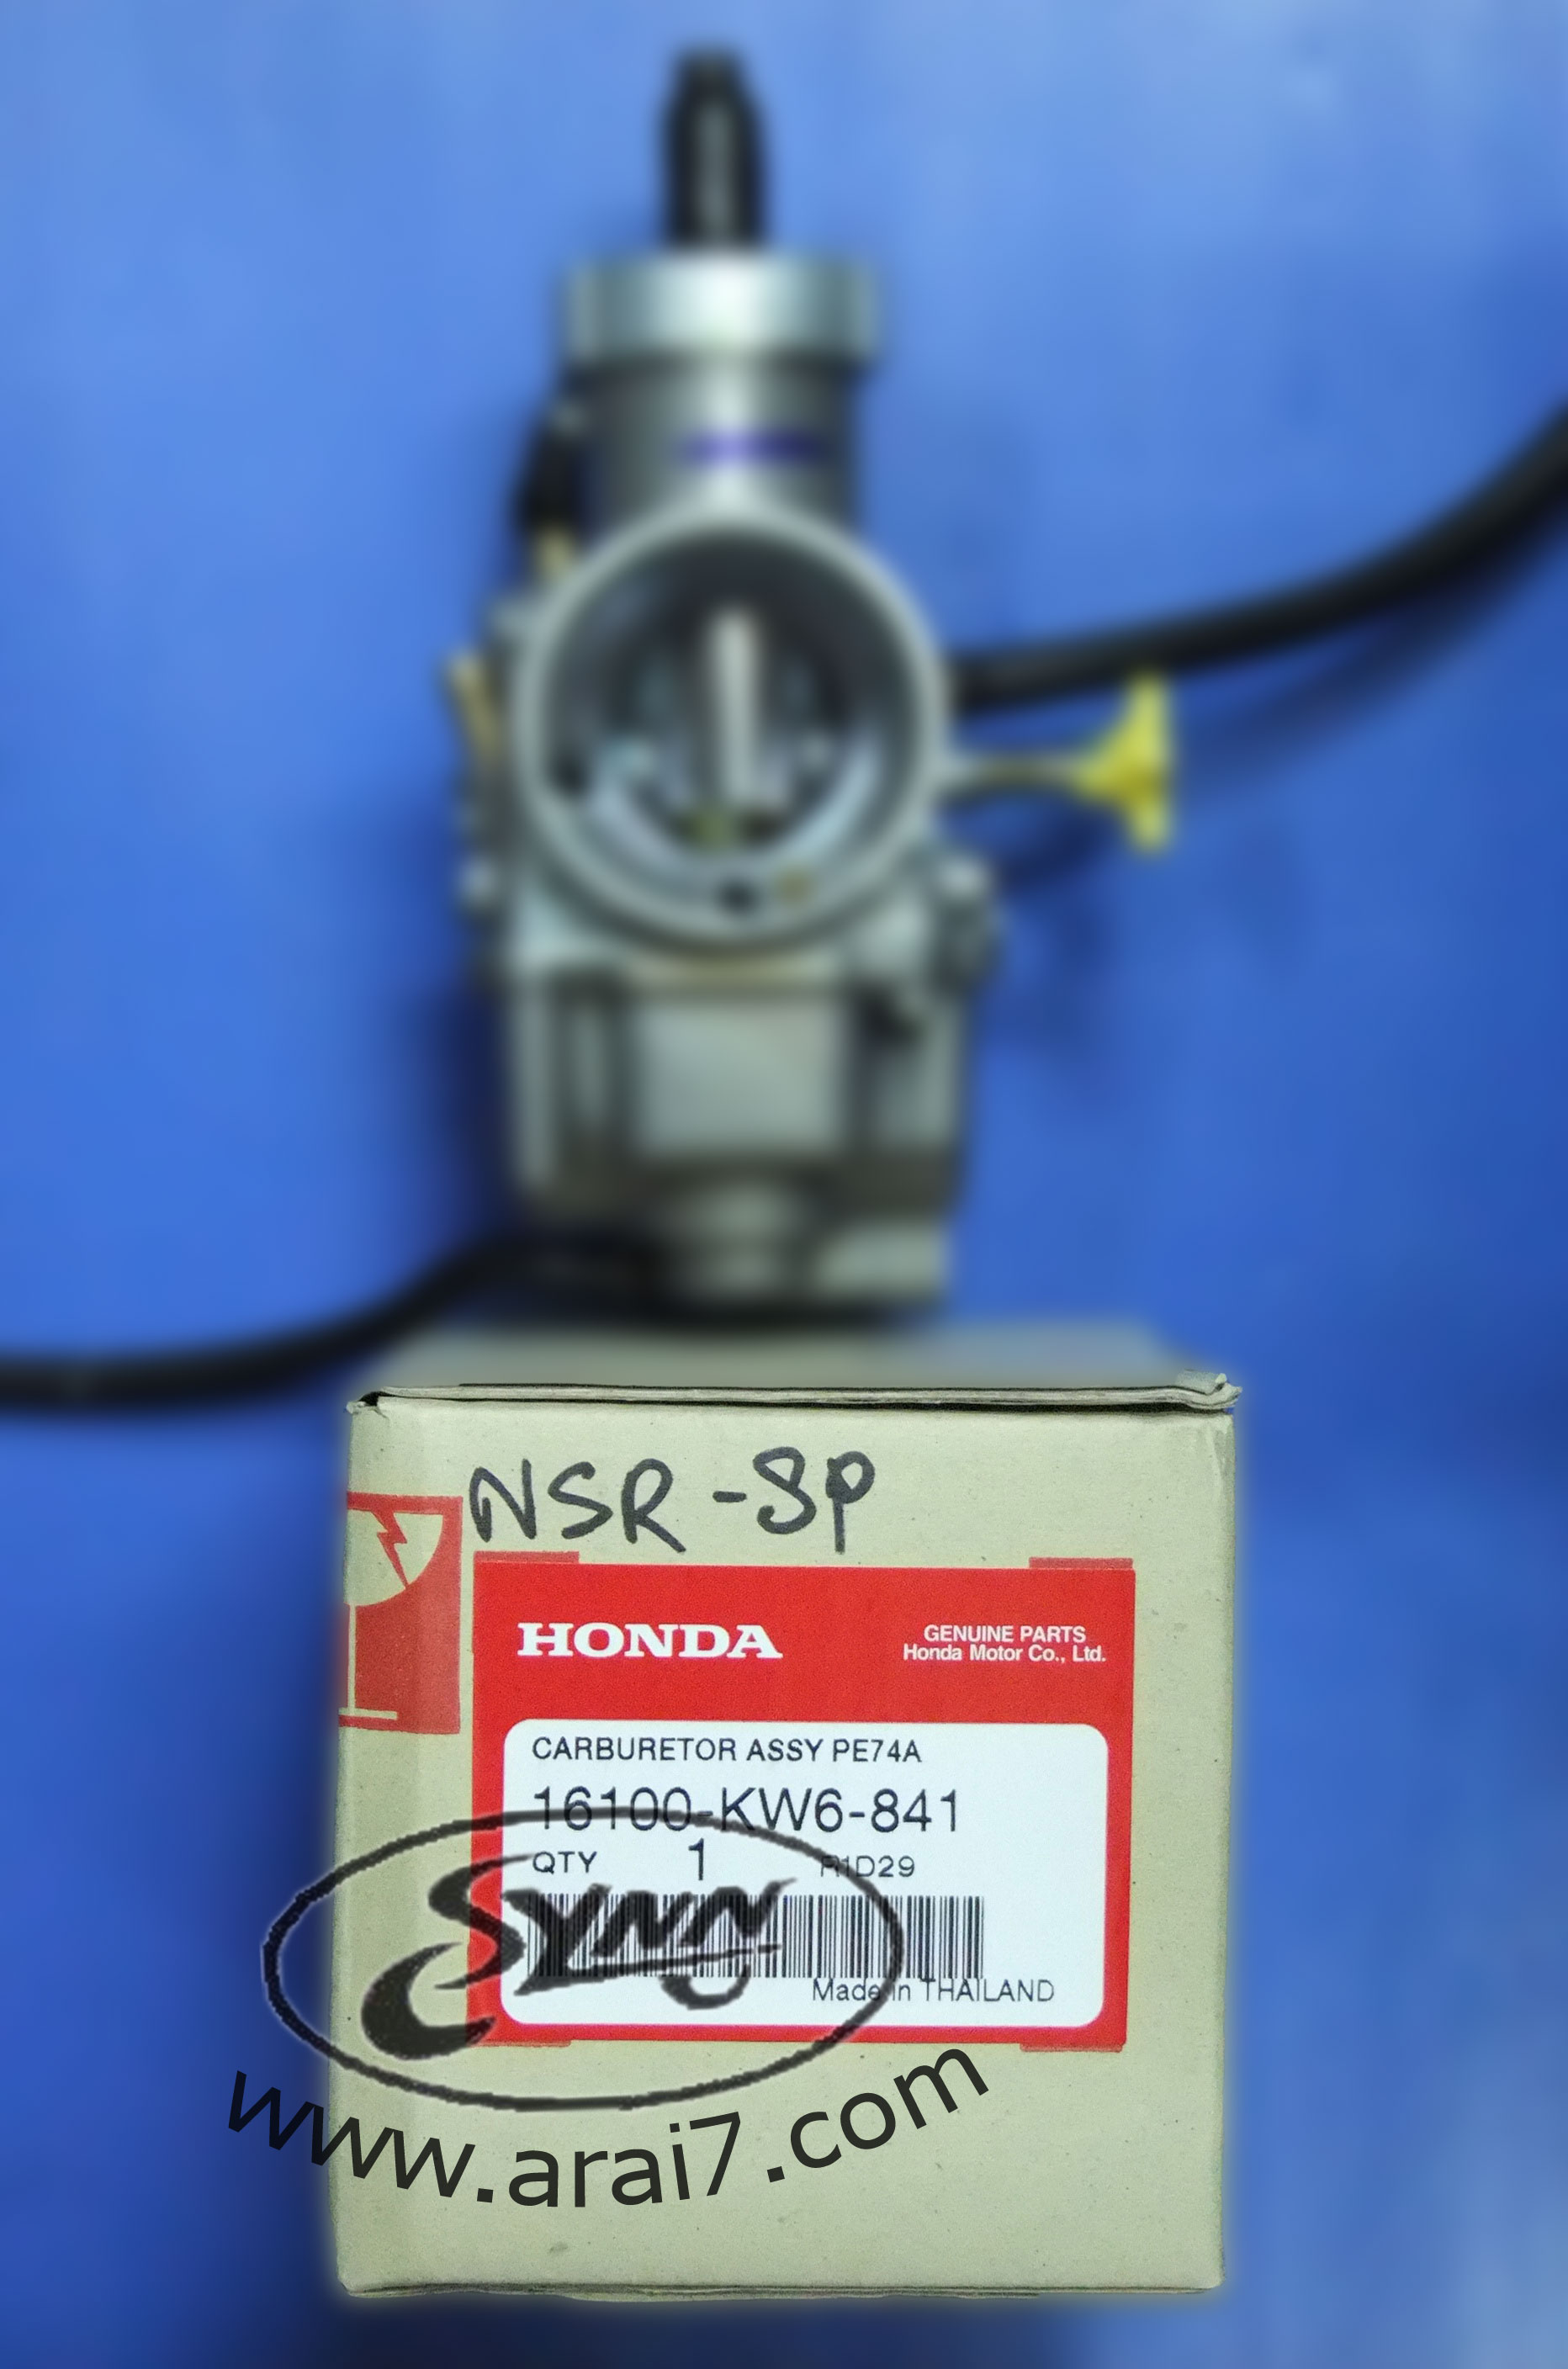 NSR-SP
HONDA
GENUINE PARTS
Honda Motor Co., Ltd.
CARBURETOR ASSY PE74A
16100-KW6-841
QTY 1 R1D29
Made in THAILAND
SYNN
www.arai7.com